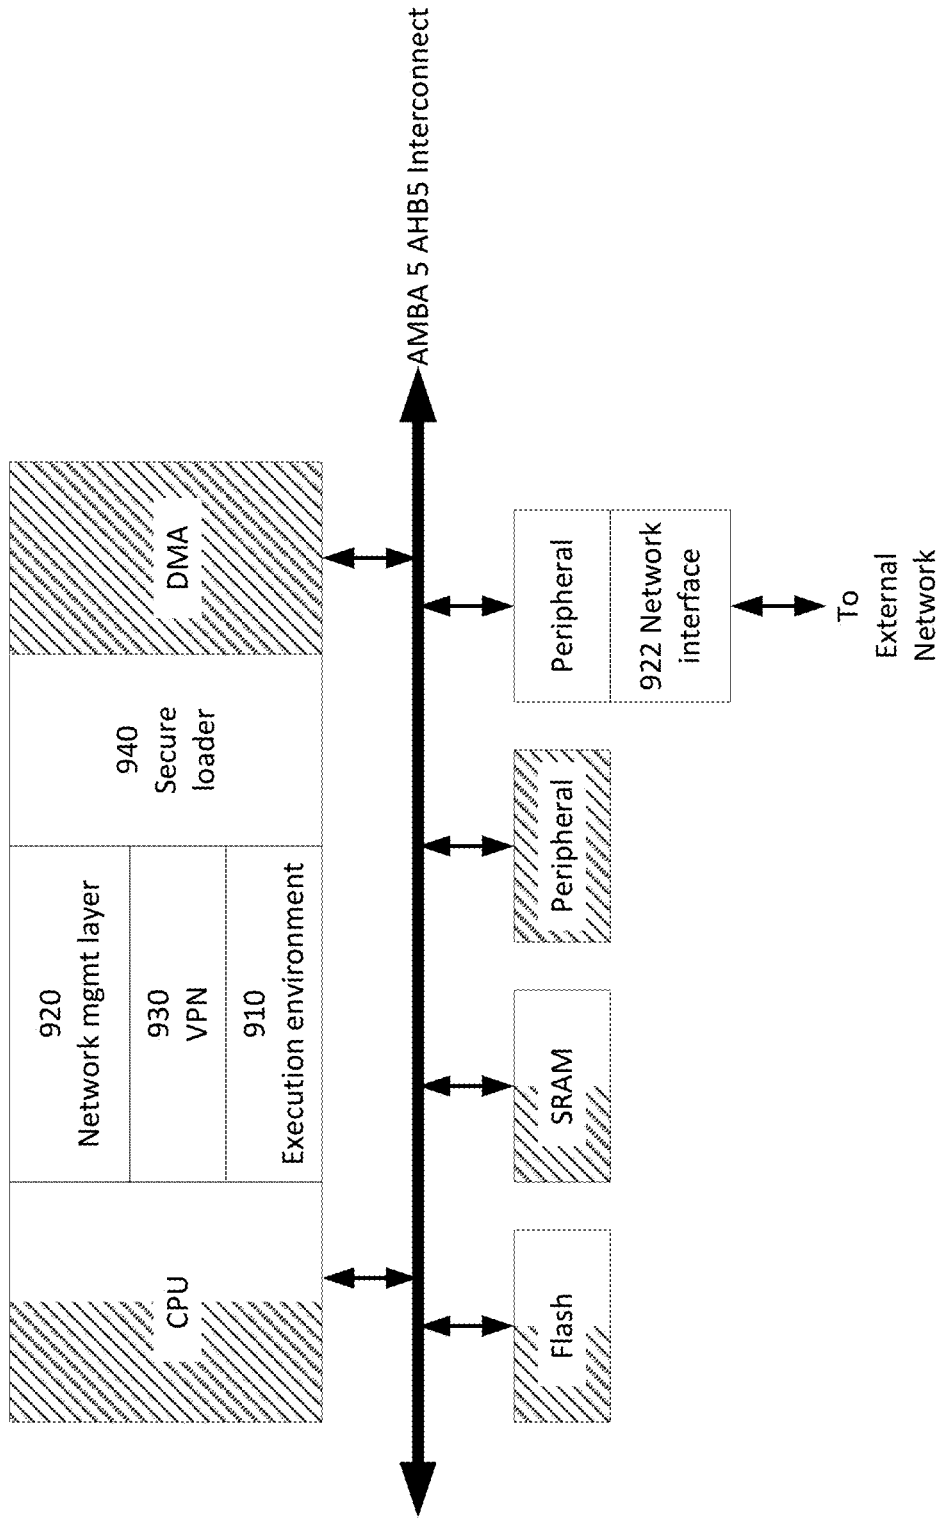 CPU
920
Network mgmt layer
930
VPN
910
Execution environment
940
Secure
loader
DMA
AMBA 5 AHB5 Interconnect
Flash
SRAM
Peripheral
Peripheral
922 Network
interface
To
External
Network